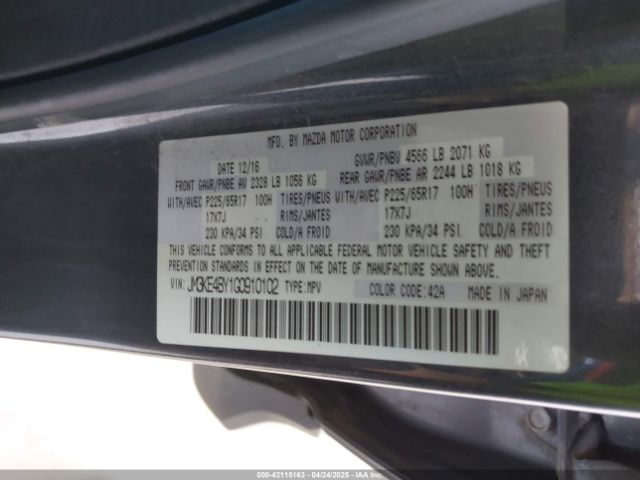 MFD. BY MAZDA MOTOR CORPORATION
DATE 12/16 GVWR/PNBV 4566 LB 2071 KG
FRONT GAWR/PNBE AV 2328 LB 1056 KG REAR GAWR/PNBE AR 2244 LB 1018 KG
WITH/AVEC P225/65R17 100H TIRES/PNEUS WITH/AVEC P225/65R17 100H TIRES/PNEUS
17X7J RIMS/JANTES 17X7J RIMS/JANTES
230 KPA/34 PSI COLD/A FROID 230 KPA/34 PSI COLD/A FROID
THIS VEHICLE CONFORMS TO ALL APPLICABLE FEDERAL MOTOR VEHICLE SAFETY AND THEFT
PREVENTION STANDARDS IN EFFECT ON THE DATE OF MANUFACTURE SHOWN ABOVE.
VIN: JM3KE4BY1G0910102 TYPE: MPV COLOR CODE: 42A MADE IN JAPAN
000-42115163 - 04/24/2025 - IAAI.COM